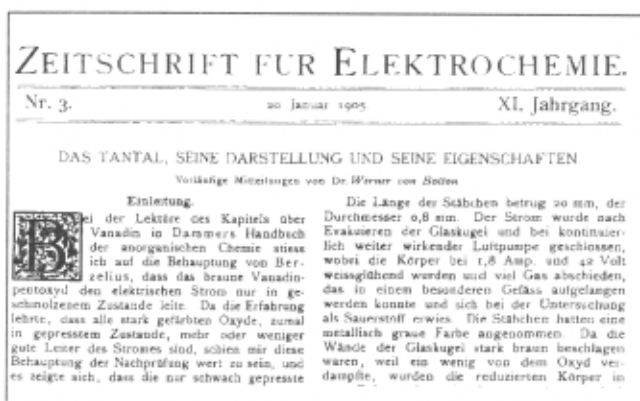 ZEITSCHRIFT FUR ELEKTROCHEMIE.
Nr. 3.
20 Januar 1905
XI. Jahrgang.
DAS TANTAL, SEINE DARSTELLUNG UND SEINE EIGENSCHAFTEN
Vorläufige Mitteilungen von Dr. Werner von Bolton
Einleitung.
Bei der Lektüre des Kapitels über
Vanadin in Dammers Handbuch
der anorganischen Chemie stiess
ich auf die Behauptung von Ber-
zelius, dass das braune Vanadin-
pentoxyd den elektrischen Strom nur in ge-
schmolzenem Zustande leite. Da die Erfahrung
lehrte, dass alle stark gefärbten Oxyde, zumal
in gepresstem Zustande, mehr oder weniger
gute Leiter des Stromes sind, schien mir diese
Behauptung der Nachprüfung wert zu sein, und
es zeigte sich, dass die nur schwach gepresste
Die Länge der Stäbchen betrug 20 mm, der
Durchmesser 0,8 mm. Der Strom wurde nach
Evakuieren der Glaskugel und bei kontinuier-
lich weiter wirkender Luftpumpe geschlossen,
wobei die Körper bei 1,8 Amp. und 42 Volt
weissglühend wurden und viel Gas abschieden,
das in einem besonderen Gefäss aufgefangen
werden konnte und sich bei der Untersuchung
als Sauerstoff erwies. Die Stäbchen hatten eine
metallisch graue Farbe angenommen. Da die
Wände der Glaskugel stark braun beschlagen
waren, weil ein wenig von dem Oxyd ver-
dampfte, wurden die reduzierten Körper in